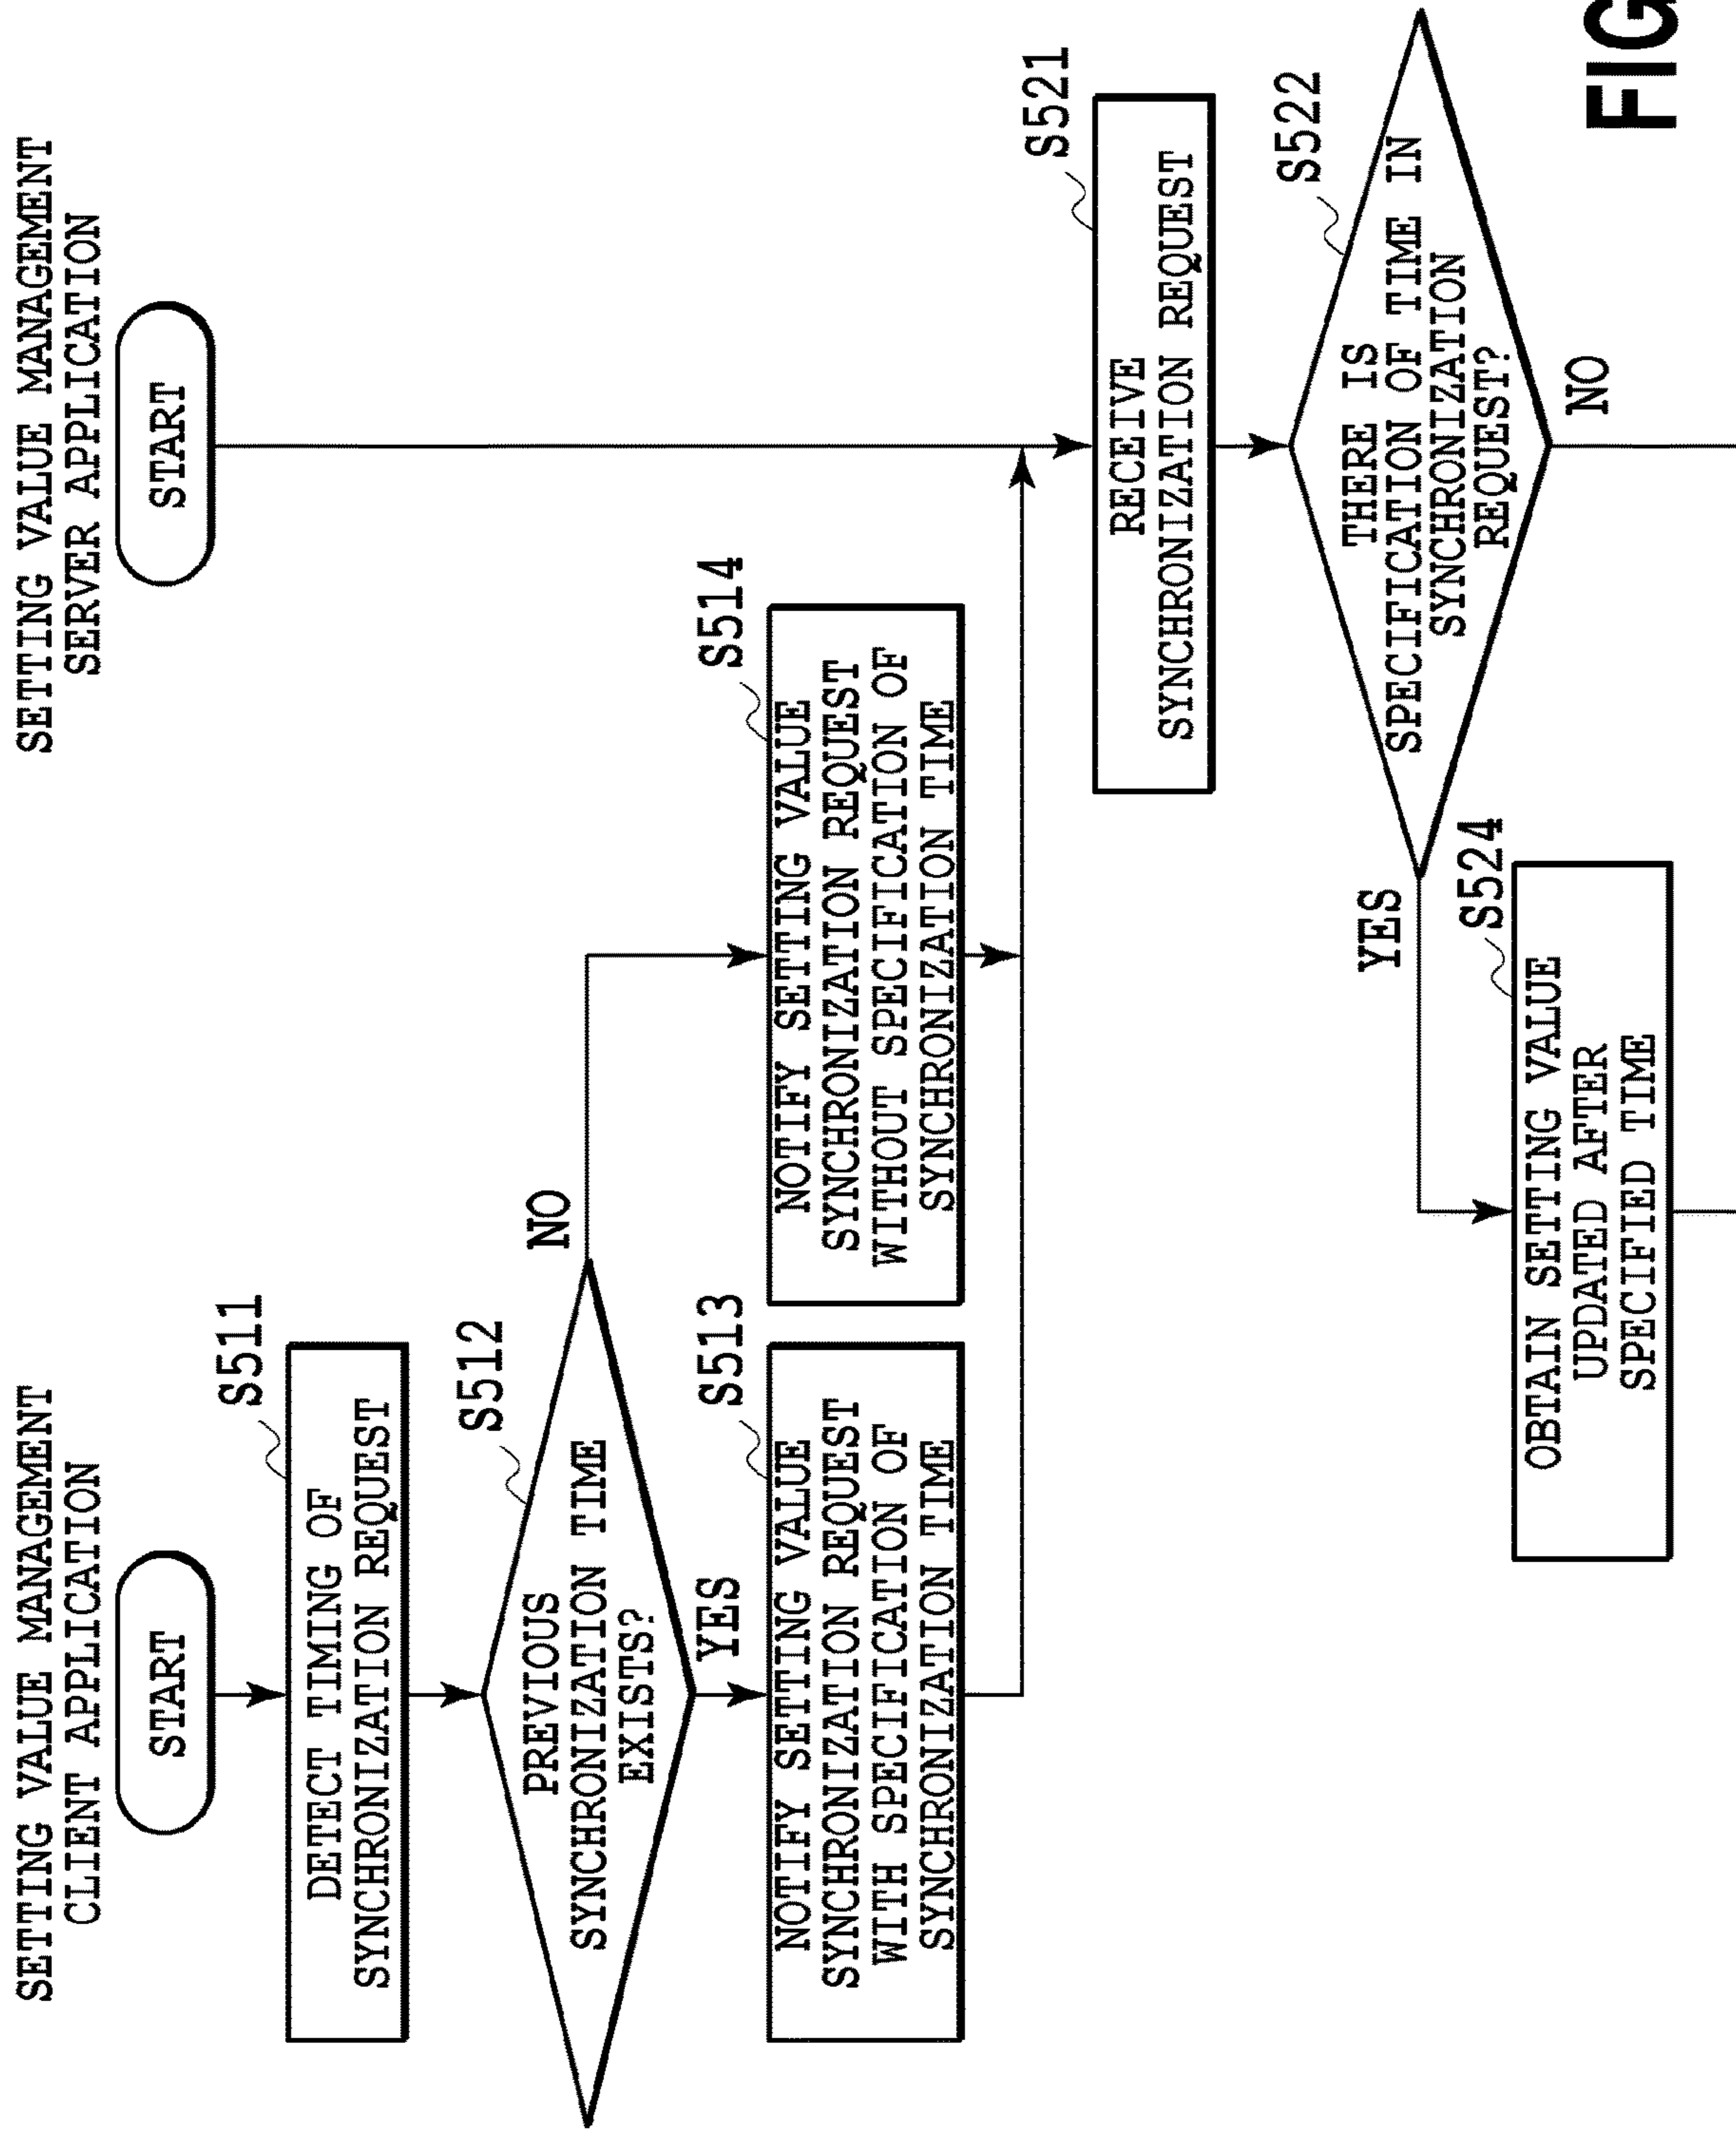 SETTING VALUE MANAGEMENT
CLIENT APPLICATION
START
S511
DETECT TIMING OF
SYNCHRONIZATION REQUEST
S512
PREVIOUS
SYNCHRONIZATION TIME
EXISTS?
NO
YES
S513
NOTIFY SETTING VALUE
SYNCHRONIZATION REQUEST
WITH SPECIFICATION OF
SYNCHRONIZATION TIME
S514
NOTIFY SETTING VALUE
SYNCHRONIZATION REQUEST
WITHOUT SPECIFICATION OF
SYNCHRONIZATION TIME
SETTING VALUE MANAGEMENT
SERVER APPLICATION
START
S521
RECEIVE
SYNCHRONIZATION REQUEST
S522
THERE IS
SPECIFICATION OF TIME IN
SYNCHRONIZATION
REQUEST?
YES
NO
S524
OBTAIN SETTING VALUE
UPDATED AFTER
SPECIFIED TIME
FIG